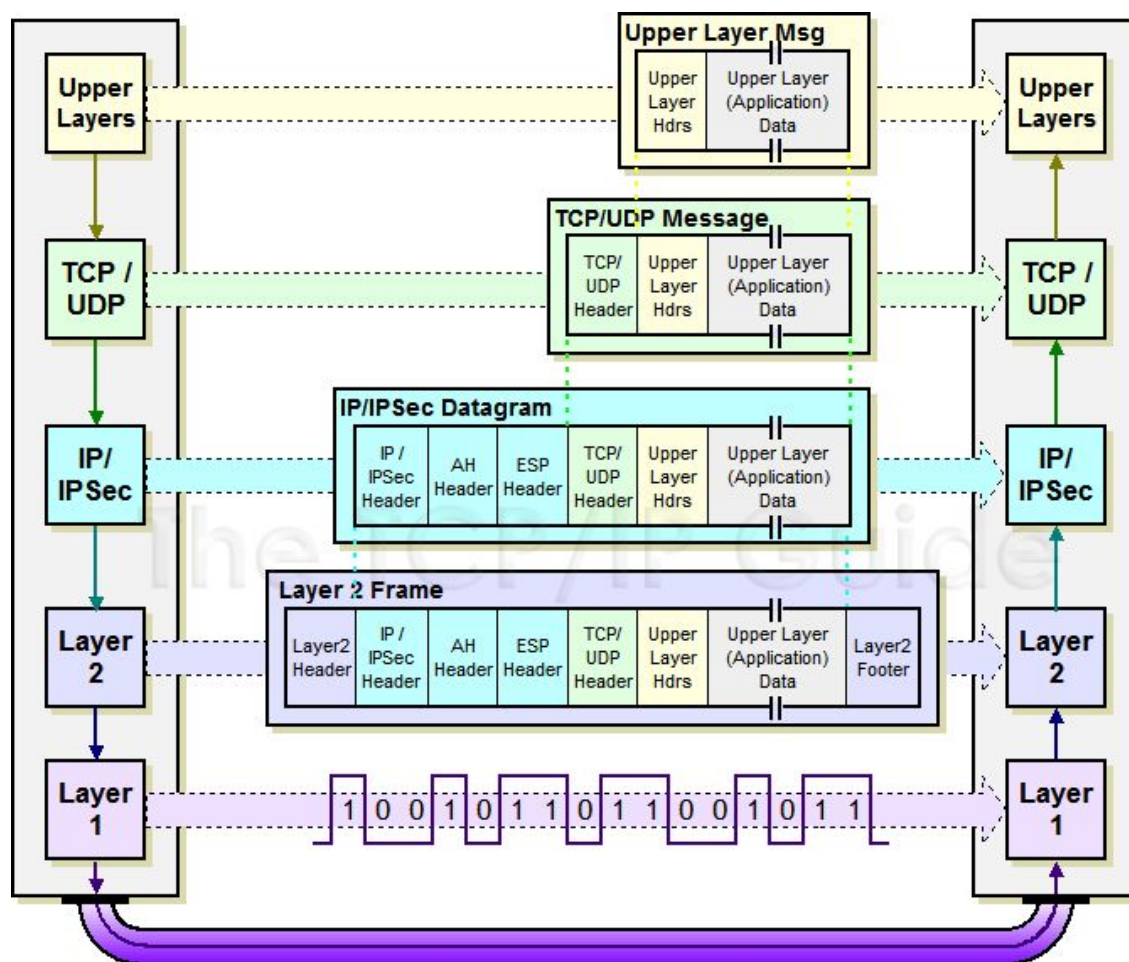 Upper Layer Msg
Upper
Layers
Upper
Layer
Hdrs
Upper Layer
(Application)
Data
Upper
Layers
TCP/UDP Message
TCP /
UDP
TCP/
UDP
Header
Upper
Layer
Hdrs
Upper Layer
(Application)
Data
TCP /
UDP
IP/IPSec Datagram
IP/
IPSec
IP /
IPSec
Header
AH
Header
ESP
Header
TCP/
UDP
Header
Upper
Layer
Hdrs
Upper Layer
(Application)
Data
IP/
IPSec
The TCP/IP Guide
Layer 2 Frame
Layer
2
Layer2
Header
IP /
IPSec
Header
AH
Header
ESP
Header
TCP/
UDP
Header
Upper
Layer
Hdrs
Upper Layer
(Application)
Data
Layer2
Footer
Layer
2
Layer
1
1 0 0 1 0 1 1 0 1 1 0 0 1 0 1 1
Layer
1